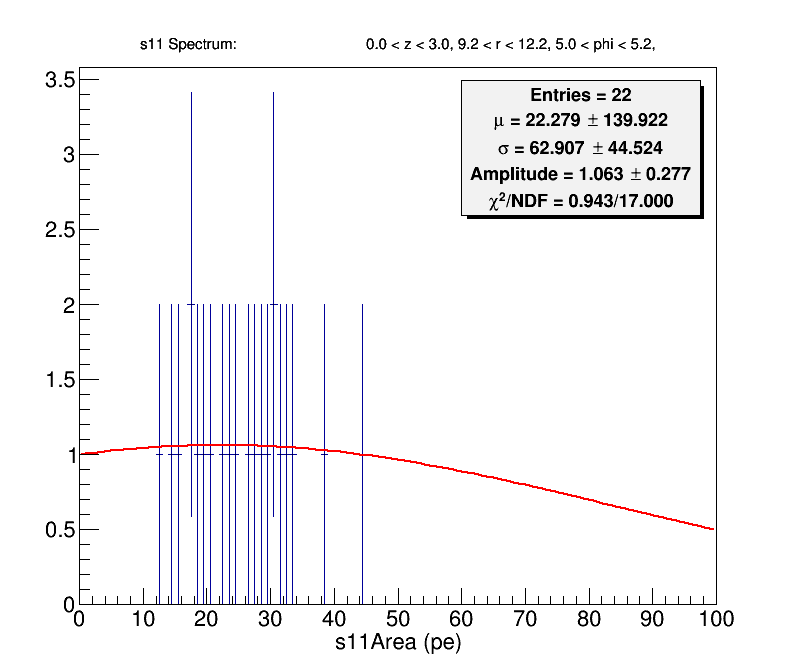 s11 Spectrum: 0.0 < z < 3.0, 9.2 < r < 12.2, 5.0 < phi < 5.2,
Entries = 22
μ = 22.279 ± 139.922
σ = 62.907 ± 44.524
Amplitude = 1.063 ± 0.277
χ²/NDF = 0.943/17.000
3.5
3
2.5
2
1.5
1
0.5
0
0 10 20 30 40 50 60 70 80 90 100
s11Area (pe)